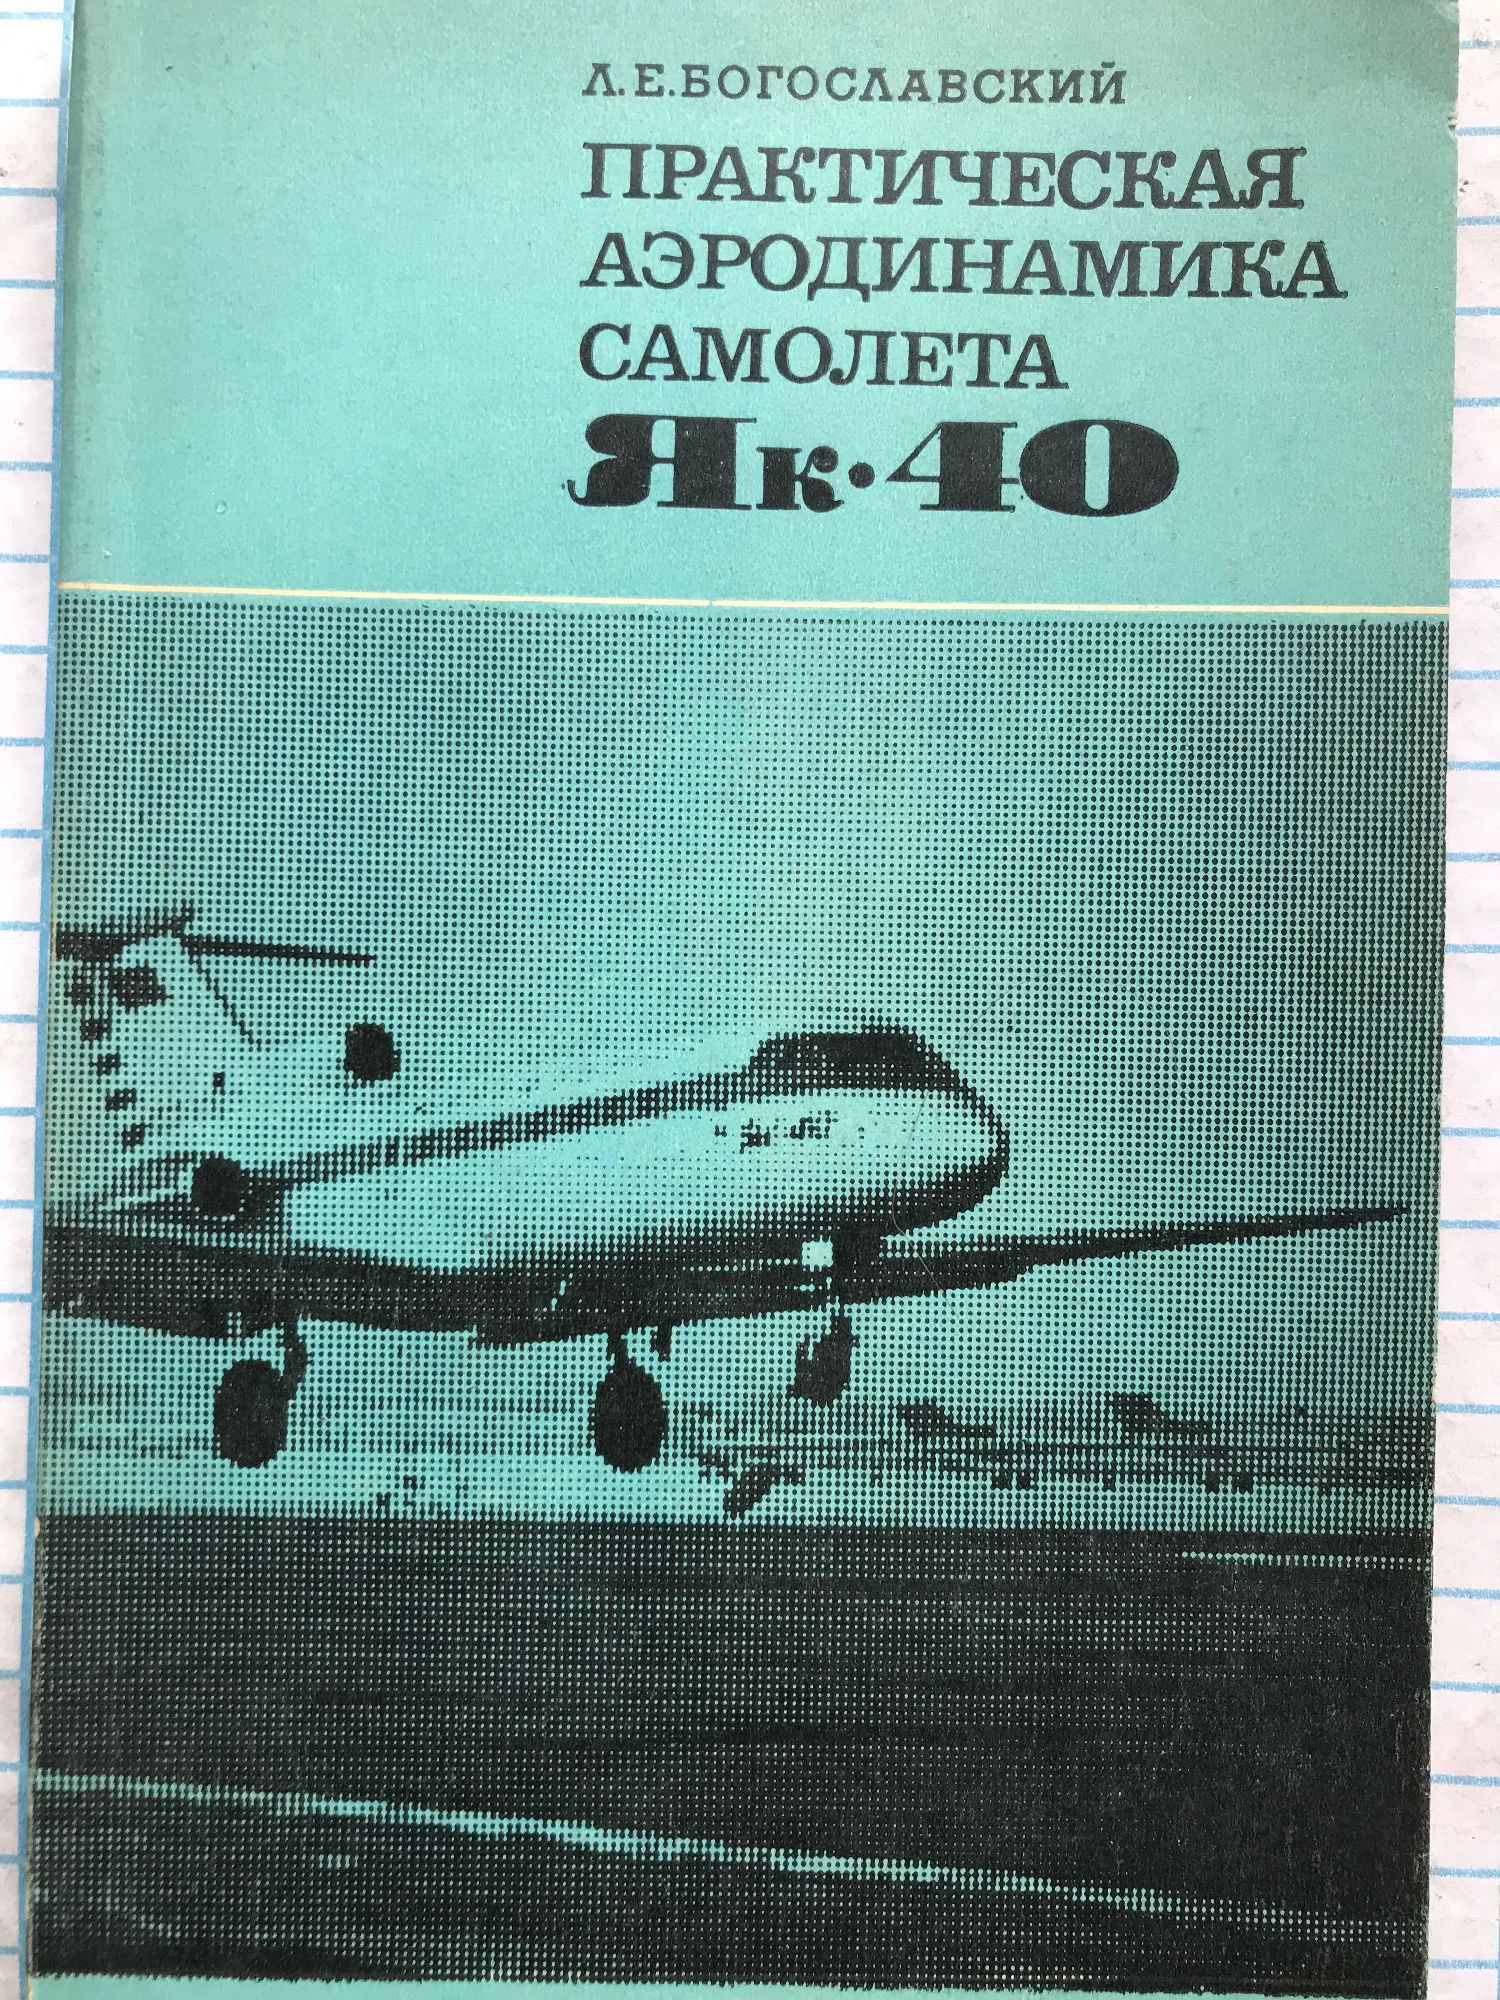 Л.Е.БОГОСЛАВСКИЙ
ПРАКТИЧЕСКАЯ
АЭРОДИНАМИКА
САМОЛЕТА
Як·40